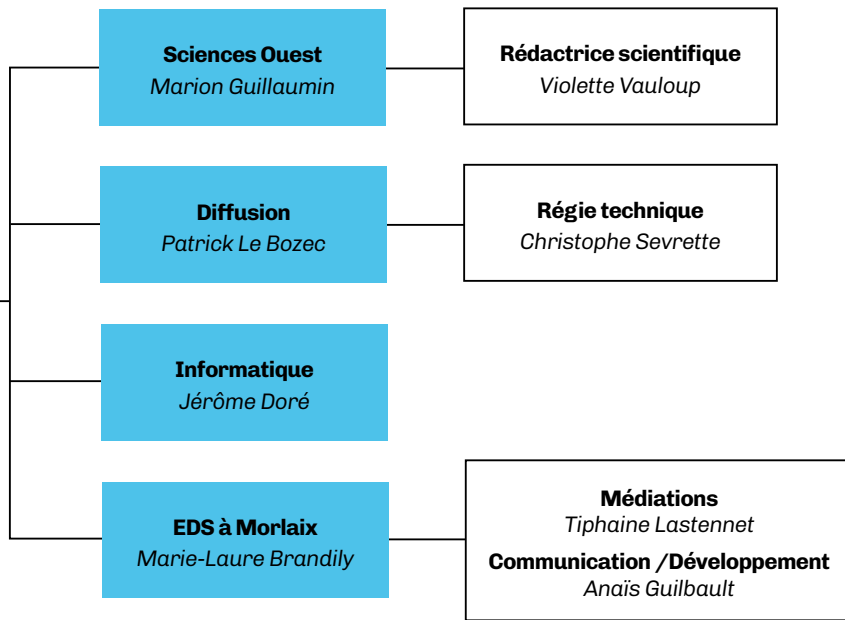 Sciences Ouest
Marion Guillaumin
Rédactrice scientifique
Violette Vauloup
Diffusion
Patrick Le Bozec
Régie technique
Christophe Sevrette
Informatique
Jérôme Doré
EDS à Morlaix
Marie-Laure Brandily
Médiations
Tiphaine Lastennet
Communication /Développement
Anaïs Guilbault